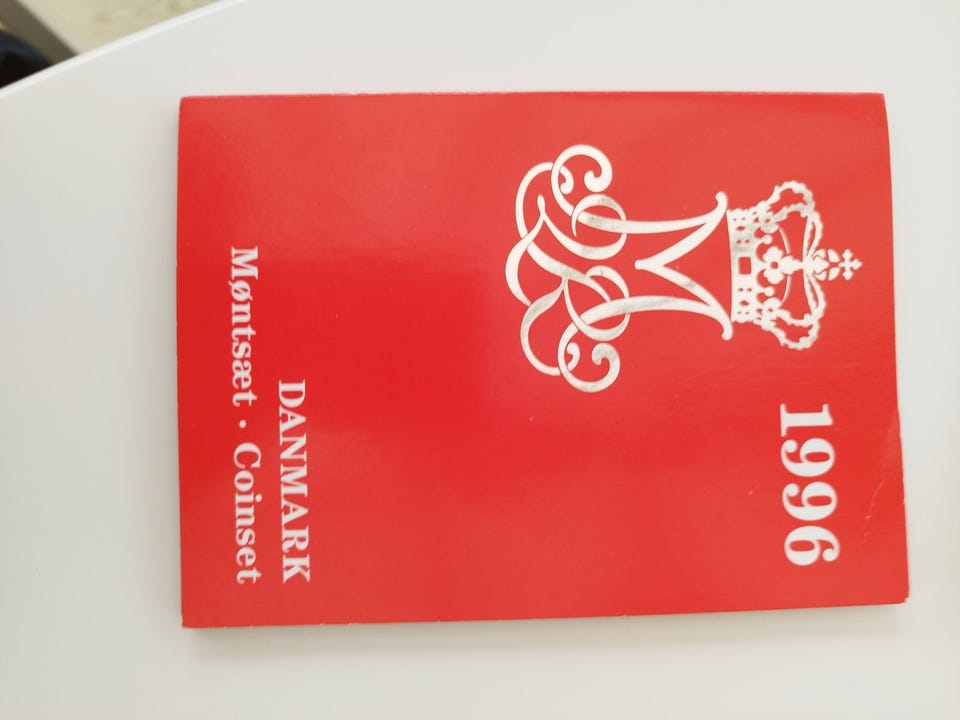 1996
DANMARK
Møntsæt · Coinset